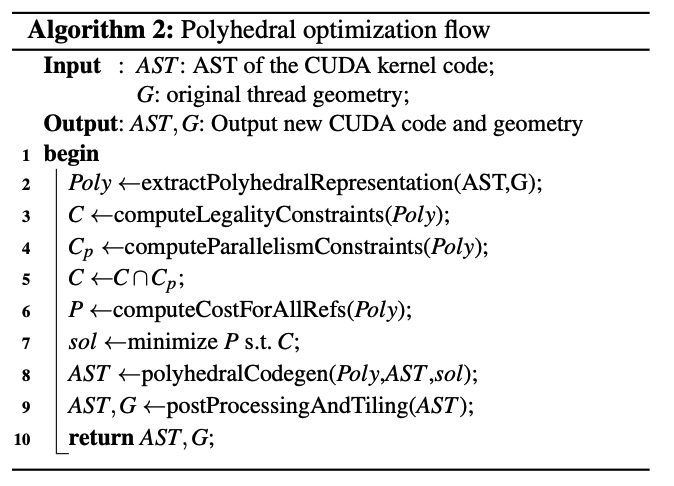 Algorithm 2: Polyhedral optimization flow
Input : AST: AST of the CUDA kernel code;
G: original thread geometry;
Output: AST, G: Output new CUDA code and geometry
1 begin
2 Poly ←extractPolyhedralRepresentation(AST,G);
3 C ←computeLegalityConstraints(Poly);
4 Cp ←computeParallelismConstraints(Poly);
5 C ←C∩Cp;
6 P ←computeCostForAllRefs(Poly);
7 sol ←minimize P s.t. C;
8 AST ←polyhedralCodegen(Poly,AST,sol);
9 AST, G ←postProcessingAndTiling(AST);
10 return AST, G;